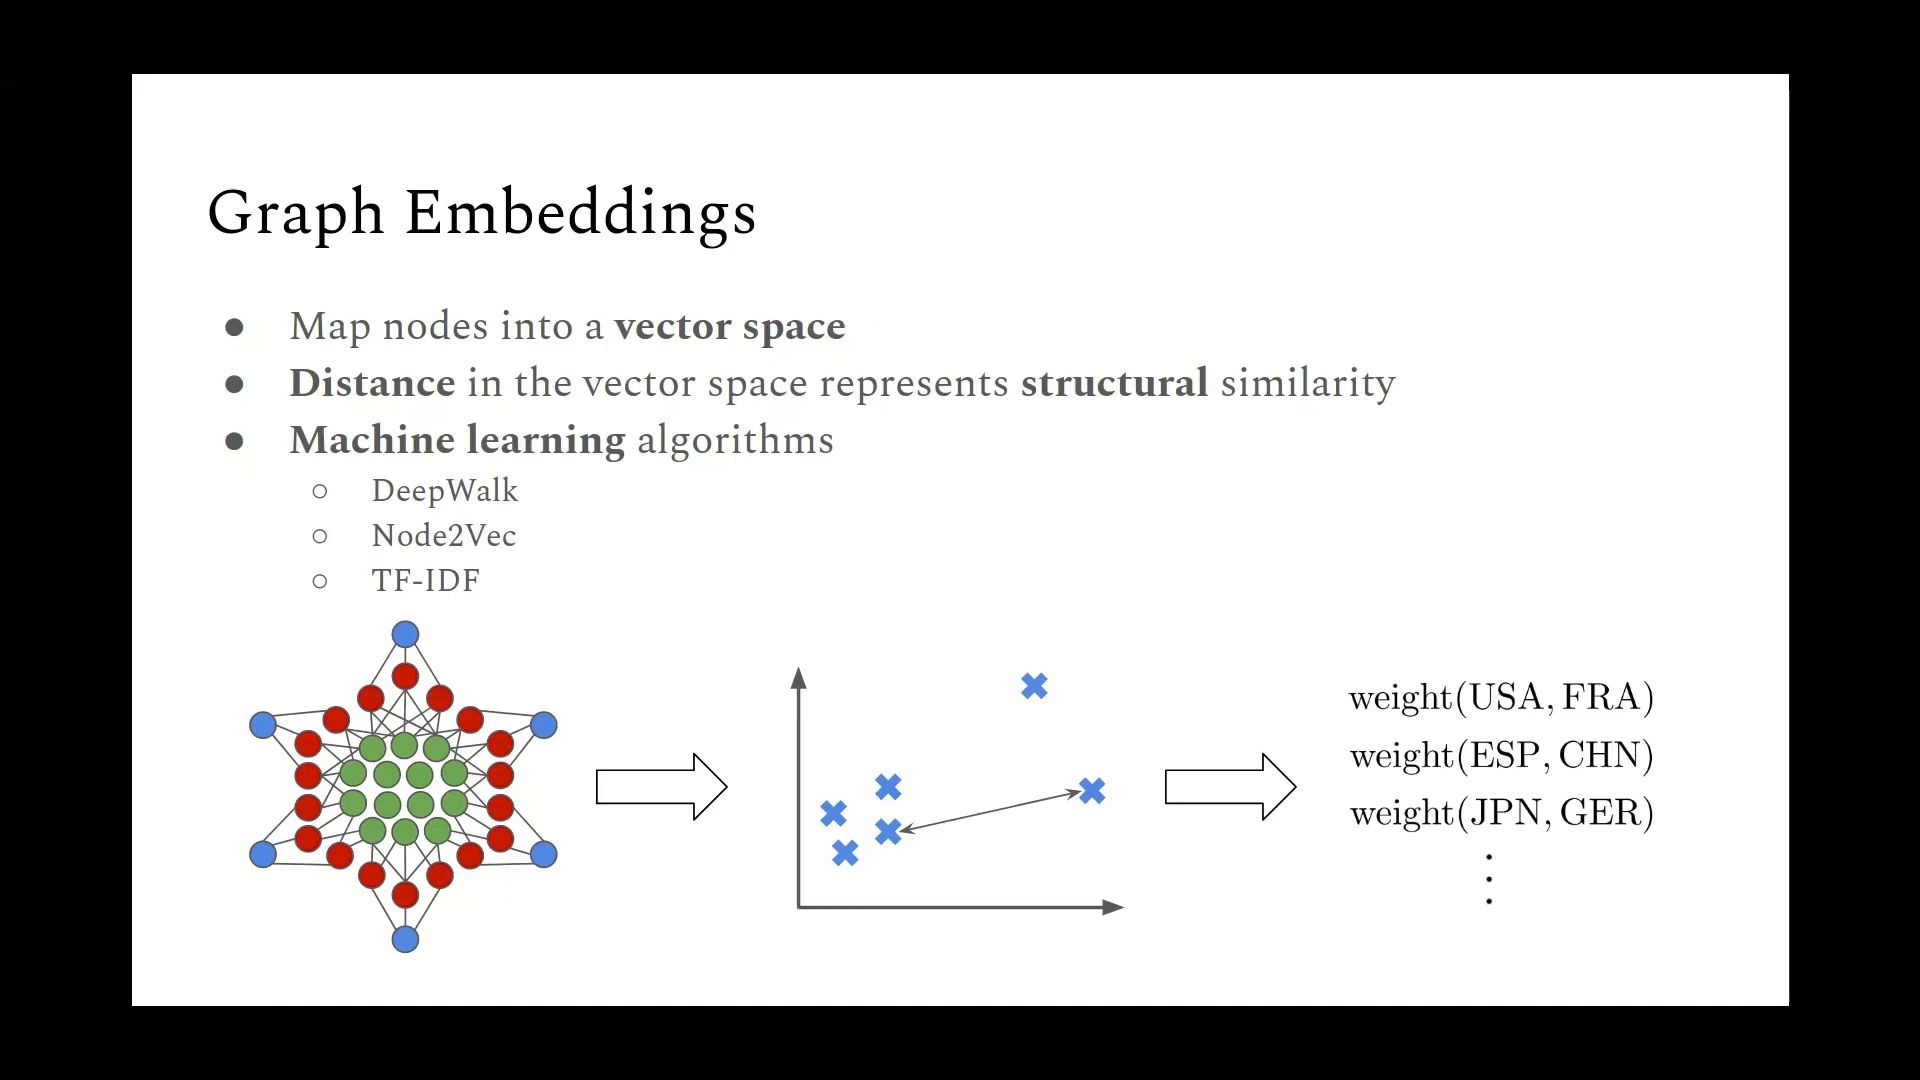 Graph Embeddings
● Map nodes into a vector space
● Distance in the vector space represents structural similarity
● Machine learning algorithms
○ DeepWalk
○ Node2Vec
○ TF-IDF
weight(USA, FRA)
weight(ESP, CHN)
weight(JPN, GER)
⋮